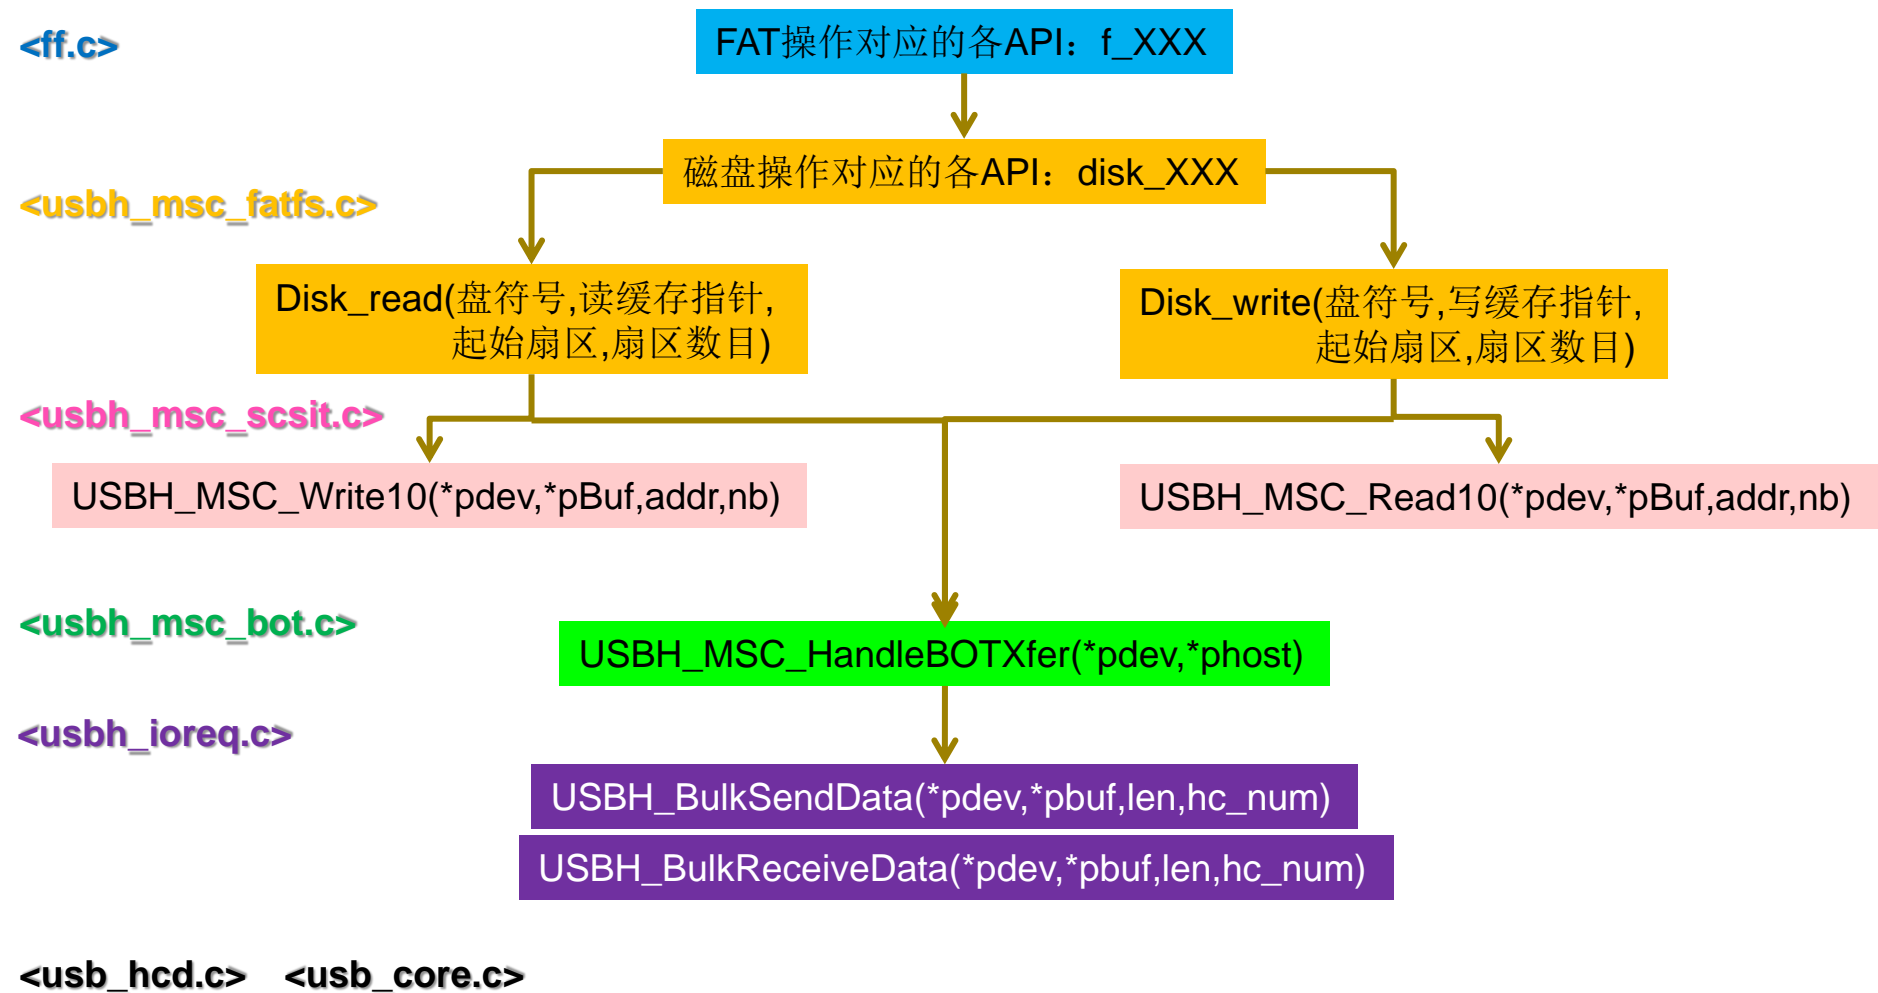 <ff.c>
FAT操作对应的各API：f_XXX
磁盘操作对应的各API：disk_XXX
<usbh_msc_fatfs.c>
Disk_read(盘符号,读缓存指针,
起始扇区,扇区数目)
Disk_write(盘符号,写缓存指针,
起始扇区,扇区数目)
<usbh_msc_scsit.c>
USBH_MSC_Write10(*pdev,*pBuf,addr,nb)
USBH_MSC_Read10(*pdev,*pBuf,addr,nb)
<usbh_msc_bot.c>
USBH_MSC_HandleBOTXfer(*pdev,*phost)
<usbh_ioreq.c>
USBH_BulkSendData(*pdev,*pbuf,len,hc_num)
USBH_BulkReceiveData(*pdev,*pbuf,len,hc_num)
<usb_hcd.c> <usb_core.c>